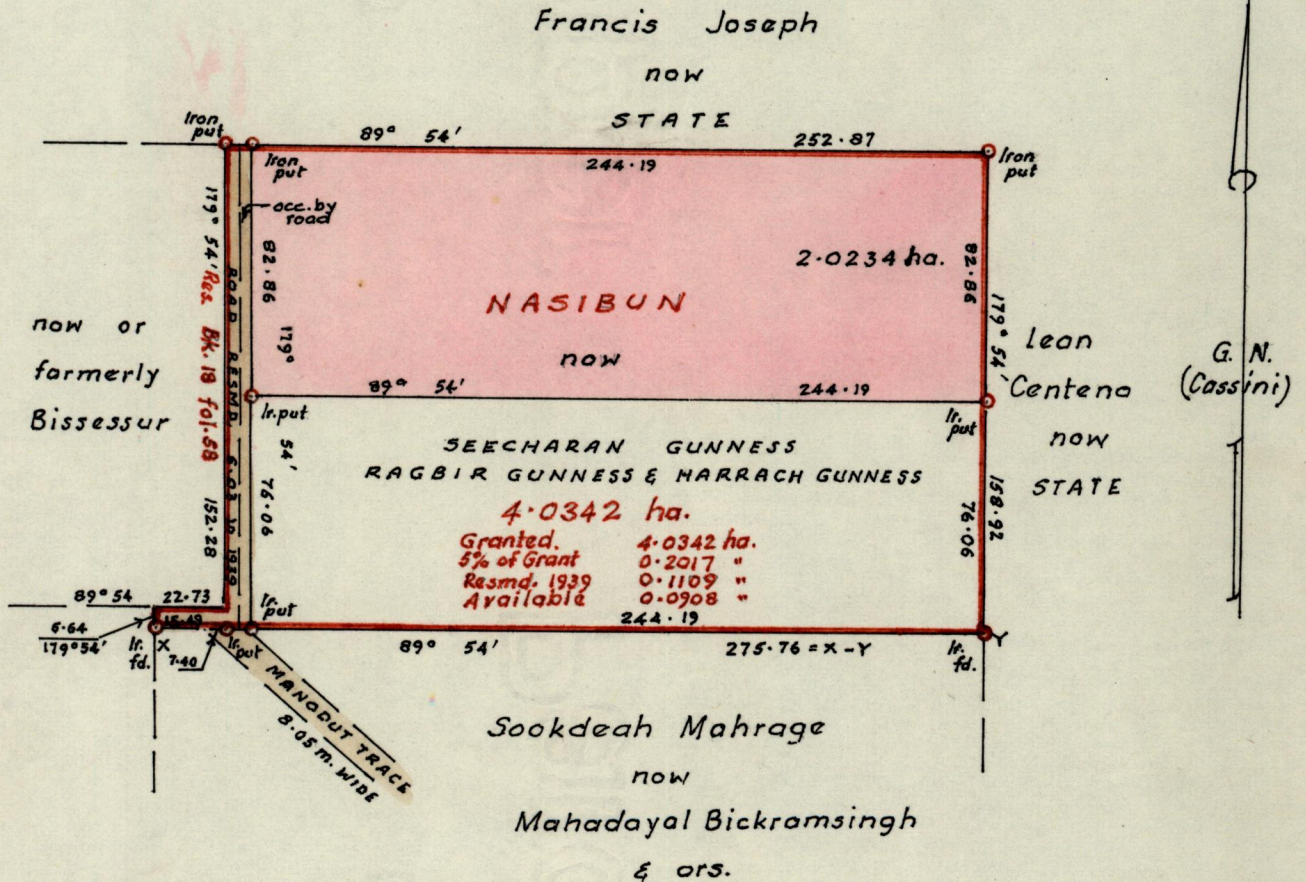 Francis Joseph
now
STATE
Iron put
89° 54' 252.87
Iron put
244.19
Iron put
occ. by road
179° 54' Res. Bk. 18 fol. 58
ROAD RESMD. 6.03 IN 1939
82.86
179°
2.0234 ha.
82.86
179° 54'
NASIBUN
now
now or
formerly
Bissessur
leon
Centeno
now
STATE
G. N.
(Cassini)
89° 54' 244.19
Ir. put
Ir. put
SEECHARAN GUNNESS
RAGBIR GUNNESS & HARRACH GUNNESS
54'
76.06
152.28
76.06
158.92
4.0342 ha.
Granted. 4.0342 ha.
5% of Grant 0.2017 "
Resmd. 1939 0.1109 "
Available 0.0908 "
89° 54 22.73
Ir. put
6.64
179° 54'
15.49
244.19
Ir. fd.
X
7.40
Ir. put
89° 54' 275.76 = X-Y
Ir. fd.
Y
MANGDUT TRACE
8.05 m. WIDE
Sookdeah Mahrage
now
Mahadayal Bickramsingh
& ors.